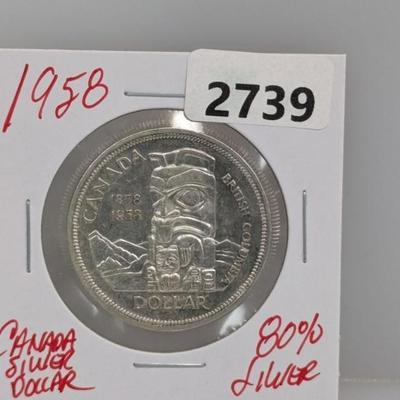 1958
2739
CANADA
BRITISH COLUMBIA
1858
1958
DOLLAR
CANADA
SILVER
DOLLAR
80%
SILVER